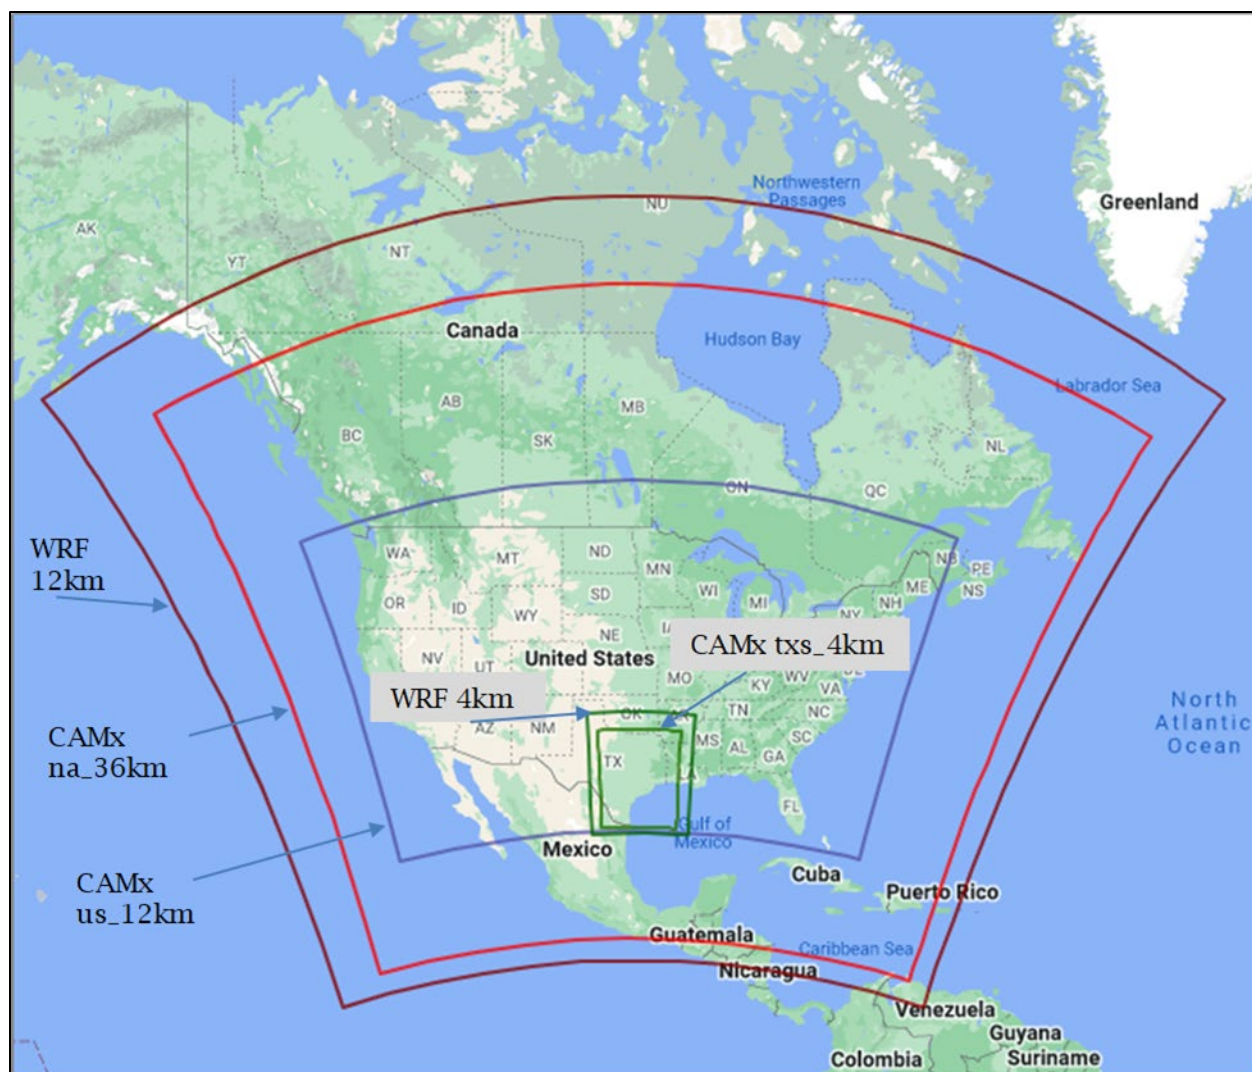 Northwestern
Passages
Greenland
NU
AK
NT
YT
Canada
Hudson Bay
Labrador Sea
AB
MB
BC
SK
NL
ON
QC
WRF
12km
WA
MT
ND
MN
NB
PE
OR
ID
SD
WI
MI
ME
NS
WY
NH
NY
NE
IA
CAMx txs_4km
NV
UT
United States
MO
KY
WV
VA
WRF 4km
OK
TN
NC
North
Atlantic
Ocean
AZ
NM
MS
AL
SC
GA
CAMx
na_36km
TX
LA
FL
Gulf of
Mexico
Mexico
CAMx
us_12km
Cuba
Puerto Rico
Guatemala
Caribbean Sea
Nicaragua
Venezuela
Guyana
Suriname
Colombia